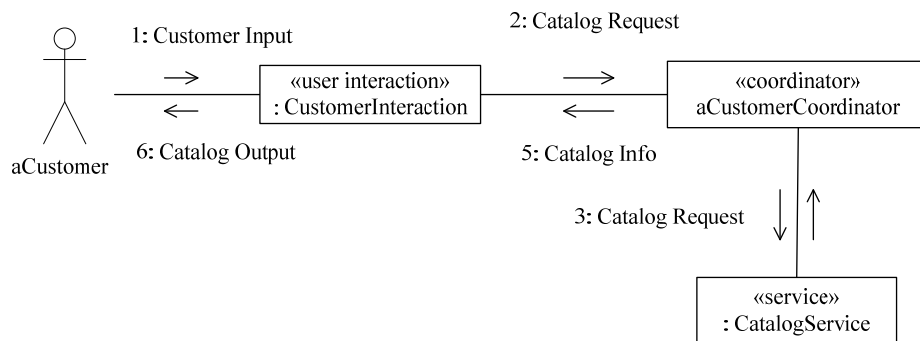 1: Customer Input
2: Catalog Request
«user interaction»
: CustomerInteraction
«coordinator»
aCustomerCoordinator
aCustomer
6: Catalog Output
5: Catalog Info
3: Catalog Request
«service»
: CatalogService